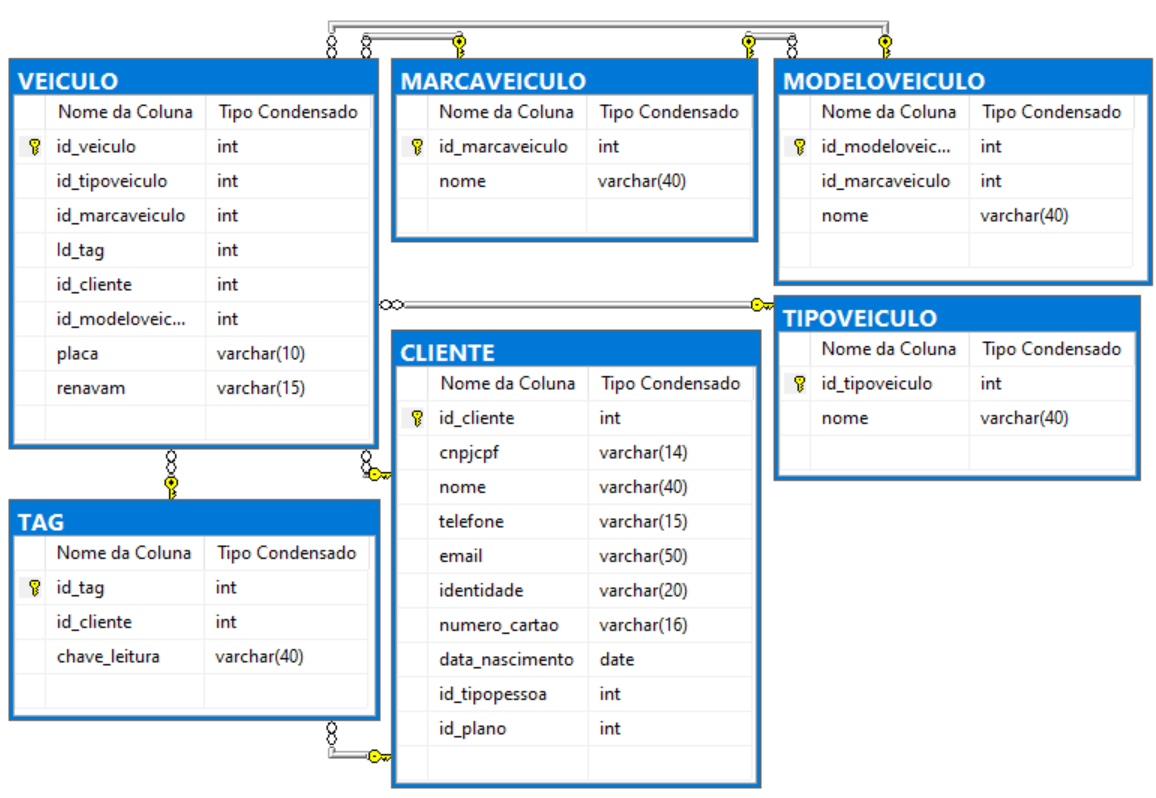 VEICULO
Nome da Coluna Tipo Condensado
id_veiculo int
id_tipoveiculo int
id_marcaveiculo int
Id_tag int
id_cliente int
id_modeloveic... int
placa varchar(10)
renavam varchar(15)
MARCAVEICULO
Nome da Coluna Tipo Condensado
id_marcaveiculo int
nome varchar(40)
MODELOVEICULO
Nome da Coluna Tipo Condensado
id_modeloveic... int
id_marcaveiculo int
nome varchar(40)
TIPOVEICULO
Nome da Coluna Tipo Condensado
id_tipoveiculo int
nome varchar(40)
CLIENTE
Nome da Coluna Tipo Condensado
id_cliente int
cnpjcpf varchar(14)
nome varchar(40)
telefone varchar(15)
email varchar(50)
identidade varchar(20)
numero_cartao varchar(16)
data_nascimento date
id_tipopessoa int
id_plano int
TAG
Nome da Coluna Tipo Condensado
id_tag int
id_cliente int
chave_leitura varchar(40)